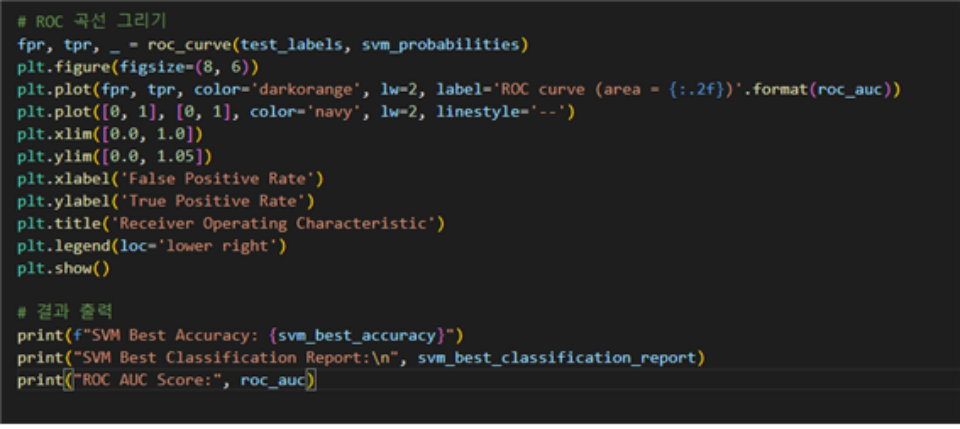 # ROC 곡선 그리기
fpr, tpr, _ = roc_curve(test_labels, svm_probabilities)
plt.figure(figsize=(8, 6))
plt.plot(fpr, tpr, color='darkorange', lw=2, label='ROC curve (area = {:.2f})'.format(roc_auc))
plt.plot([0, 1], [0, 1], color='navy', lw=2, linestyle='--')
plt.xlim([0.0, 1.0])
plt.ylim([0.0, 1.05])
plt.xlabel('False Positive Rate')
plt.ylabel('True Positive Rate')
plt.title('Receiver Operating Characteristic')
plt.legend(loc='lower right')
plt.show()
# 결과 출력
print(f"SVM Best Accuracy: {svm_best_accuracy}")
print("SVM Best Classification Report:\n", svm_best_classification_report)
print("ROC AUC Score:", roc_auc)